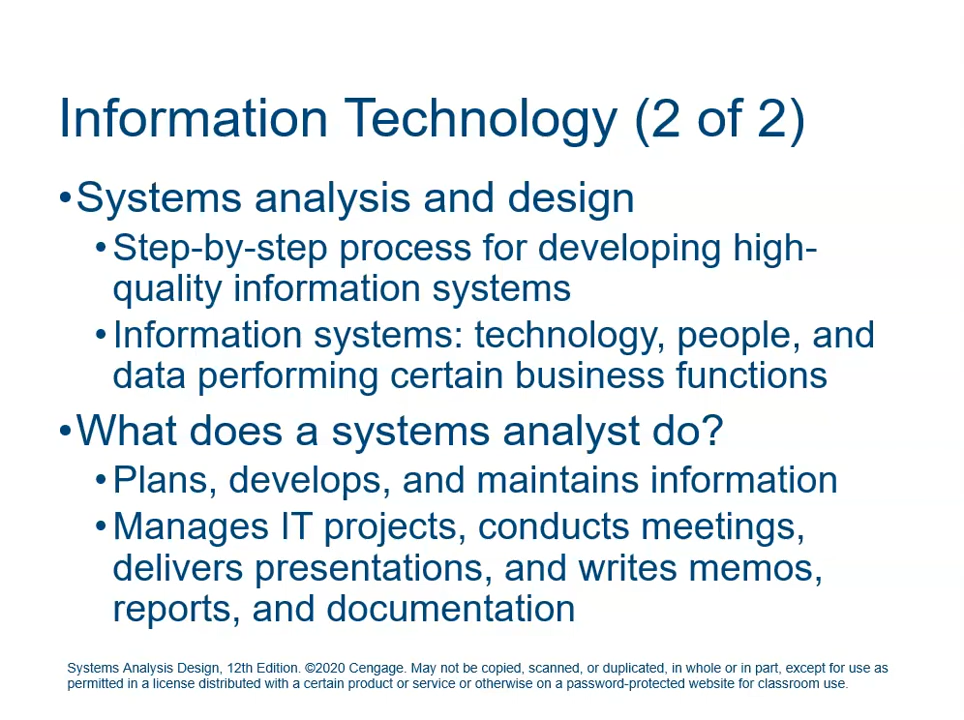 Information Technology (2 of 2)
•Systems analysis and design
•Step-by-step process for developing high-
quality information systems
•Information systems: technology, people, and
data performing certain business functions
•What does a systems analyst do?
•Plans, develops, and maintains information
•Manages IT projects, conducts meetings,
delivers presentations, and writes memos,
reports, and documentation
Systems Analysis Design, 12th Edition. ©2020 Cengage. May not be copied, scanned, or duplicated, in whole or in part, except for use as
permitted in a license distributed with a certain product or service or otherwise on a password-protected website for classroom use.